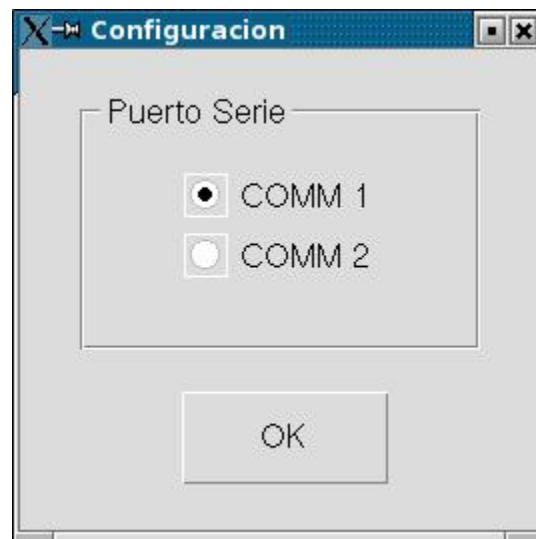 Configuracion
Puerto Serie
COMM 1
COMM 2
OK